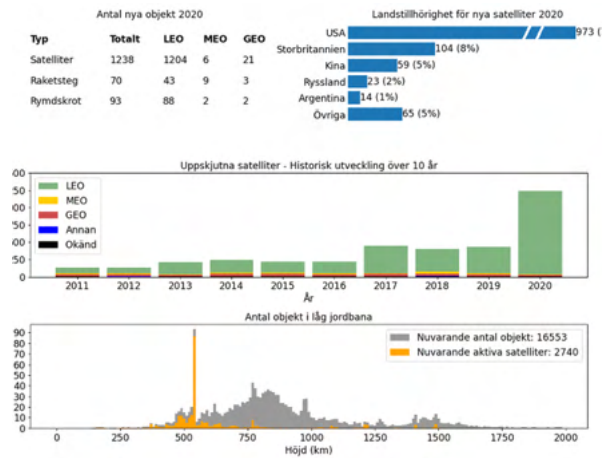 Antal nya objekt 2020
Typ Totalt LEO MEO GEO
Satelliter 1238 1204 6 21
Raketsteg 70 43 9 3
Rymdskrot 93 88 2 2
Landstillhörighet för nya satelliter 2020
USA 973 (
Storbritannien 104 (8%)
Kina 59 (5%)
Ryssland 23 (2%)
Argentina 14 (1%)
Övriga 65 (5%)
Uppskjutna satelliter - Historisk utveckling över 10 år
00
50
00
50
00
50
0
LEO
MEO
GEO
Annan
Okänd
2011 2012 2013 2014 2015 2016 2017 2018 2019 2020
År
Antal objekt i låg jordbana
90
80
70
60
50
40
30
20
10
0
Nuvarande antal objekt: 16553
Nuvarande aktiva satelliter: 2740
0 250 500 750 1000 1250 1500 1750 2000
Höjd (km)